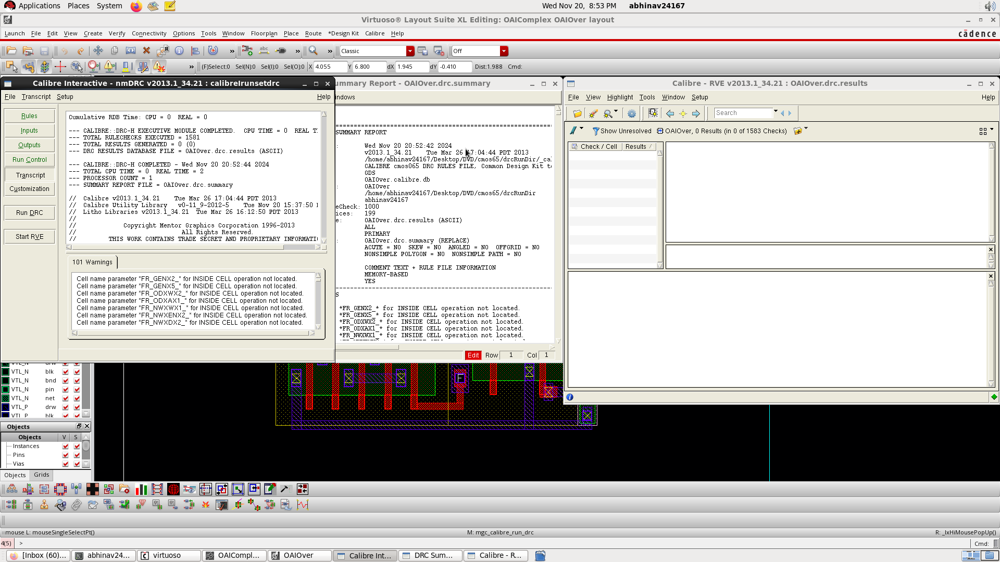 Applications Places System
Wed Nov 20, 8:53 PM abhinav24167
Virtuoso® Layout Suite XL Editing: OAIComplex OAIOver layout
Launch File Edit View Create Verify Connectivity Options Tools Window Floorplan Place Route *Design Kit Calibre Help
cādence
» » » Classic Off
» (F)Select:0 Sel(N):0 Sel(I):0 Sel(O):0 X 4.055 Y 6.800 dX 1.945 dY -0.410 Dist:1.988 Cmd:
Calibre Interactive - nmDRC v2013.1_34.21 : calibreIrunsetdrc
File Transcript Setup Help
Rules
Inputs
Outputs
Run Control
Transcript
Customization
Run DRC
Start RVE
Cumulative RDB Time: CPU = 0 REAL = 0
--- CALIBRE::DRC-H EXECUTIVE MODULE COMPLETED. CPU TIME = 0 REAL T
--- TOTAL RULECHECKS EXECUTED = 1581
--- TOTAL RESULTS GENERATED = 0 (0)
--- DRC RESULTS DATABASE FILE = OAIOver.drc.results (ASCII)
--- CALIBRE::DRC-H COMPLETED - Wed Nov 20 20:52:44 2024
--- TOTAL CPU TIME = 0 REAL TIME = 2
--- PROCESSOR COUNT = 1
--- SUMMARY REPORT FILE = OAIOver.drc.summary
// Calibre v2013.1_34.21 Tue Mar 26 17:04:44 PDT 2013
// Calibre Utility Library v0-11_9-2012-5 Tue Nov 20 15:37:50
// Litho Libraries v2013.1_34.21 Tue Mar 26 16:12:50 PDT 2013
//
// Copyright Mentor Graphics Corporation 1996-2013
// All Rights Reserved.
// THIS WORK CONTAINS TRADE SECRET AND PROPRIETARY INFORMATI
101 Warnings
Cell name parameter *FR_GENX2_* for INSIDE CELL operation not located.
Cell name parameter *FR_GENX5_* for INSIDE CELL operation not located.
Cell name parameter *FR_ODXWX2_* for INSIDE CELL operation not located.
Cell name parameter *FR_ODXAX1_* for INSIDE CELL operation not located.
Cell name parameter *FR_NWXWX1_* for INSIDE CELL operation not located.
Cell name parameter *FR_NWXENX2_* for INSIDE CELL operation not located.
Cell name parameter *FR_NWXDX2_* for INSIDE CELL operation not located.
ummary Report - OAIOver.drc.summary
indows
SUMMARY REPORT
: Wed Nov 20 20:52:42 2024
v2013.1_34.21 Tue Mar 26 17:04:44 PDT 2013
/home/abhinav24167/Desktop/DVD/cmos65/drcRunDir/_cal
CALIBRE cmos065 DRC RULES FILE, Common Design Kit to
GDS
OAIOver.calibre.db
: OAIOver
/home/abhinav24167/Desktop/DVD/cmos65/drcRunDir
abhinav24167
eCheck: 1000
ices: 199
e: OAIOver.drc.results (ASCII)
ALL
PRIMARY
: OAIOver.drc.summary (REPLACE)
ACUTE = NO SKEW = NO ANGLED = NO OFFGRID = NO
NONSIMPLE POLYGON = NO NONSIMPLE PATH = NO
COMMENT TEXT + RULE FILE INFORMATION
MEMORY-BASED
YES
S
*FR_GENX2_* for INSIDE CELL operation not located.
*FR_GENX5_* for INSIDE CELL operation not located.
*FR_ODXWX2_* for INSIDE CELL operation not located.
*FR_ODXAX1_* for INSIDE CELL operation not located.
*FR_NWXWX1_* for INSIDE CELL operation not located.
Edit Row 1 Col 1
Calibre - RVE v2013.1_34.21 : OAIOver.drc.results
File View Highlight Tools Window Setup Help
Search
Show Unresolved OAIOver, 0 Results (in 0 of 1583 Checks)
Check / Cell Results
VTL_N drw
VTL_N blk
VTL_N bnd
VTL_N pin
VTL_N net
VTL_P drw
VTL_P blk
F
Objects
Objects V S
Instances
Pins
Vias
Objects Grids
mouse L: mouseSingleSelectPt() M: mgc_calibre_run_drc R: _lxHiMousePopUp()
4(5) > Cmd:
[Inbox (60)... abhinav24... virtuoso OAICompl... OAIOver Calibre Int... DRC Sum... Calibre - R...